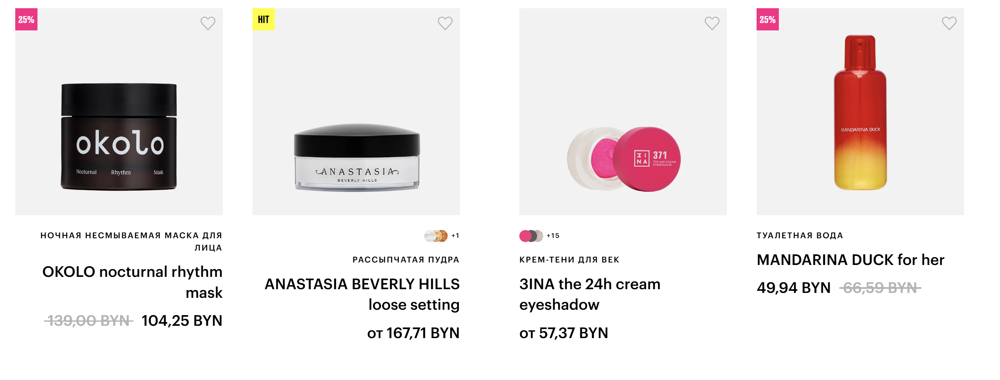 25%
okolo
Nocturnal Rhythm Mask
НОЧНАЯ НЕСМЫВАЕМАЯ МАСКА ДЛЯ
ЛИЦА
OKOLO nocturnal rhythm
mask
139,00 BYN 104,25 BYN
HIT
ANASTASIA
BEVERLY HILLS
+1
РАССЫПЧАТАЯ ПУДРА
ANASTASIA BEVERLY HILLS
loose setting
от 167,71 BYN
3INA
371
THE 24H CREAM
EYESHADOW
+15
КРЕМ-ТЕНИ ДЛЯ ВЕК
3INA the 24h cream
eyeshadow
от 57,37 BYN
25%
MANDARINA DUCK
ТУАЛЕТНАЯ ВОДА
MANDARINA DUCK for her
49,94 BYN 66,59 BYN